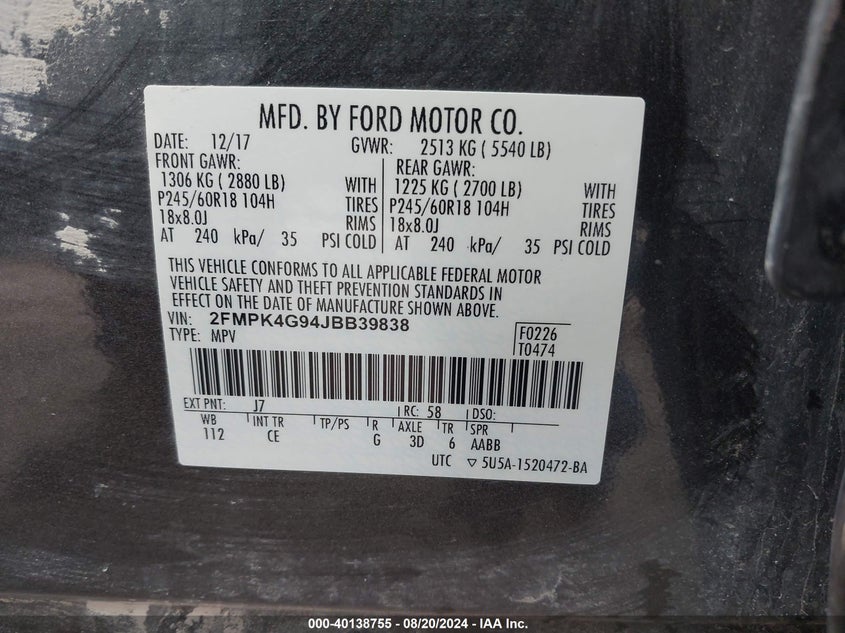 MFD. BY FORD MOTOR CO.
DATE: 12/17 GVWR: 2513 KG ( 5540 LB)
FRONT GAWR: REAR GAWR:
1306 KG ( 2880 LB) WITH 1225 KG ( 2700 LB) WITH
P245/60R18 104H TIRES P245/60R18 104H TIRES
18x8.0J RIMS 18x8.0J RIMS
AT 240 kPa/ 35 PSI COLD AT 240 kPa/ 35 PSI COLD
THIS VEHICLE CONFORMS TO ALL APPLICABLE FEDERAL MOTOR
VEHICLE SAFETY AND THEFT PREVENTION STANDARDS IN
EFFECT ON THE DATE OF MANUFACTURE SHOWN ABOVE.
VIN: 2FMPK4G94JBB39838 F0226
TYPE: MPV T0474
EXT PNT: J7 RC: 58 DSO:
WB INT TR TP/PS R AXLE TR SPR
112 CE G 3D 6 AABB
UTC ▽ 5U5A-1520472-BA
000-40138755 - 08/20/2024 - IAA Inc.